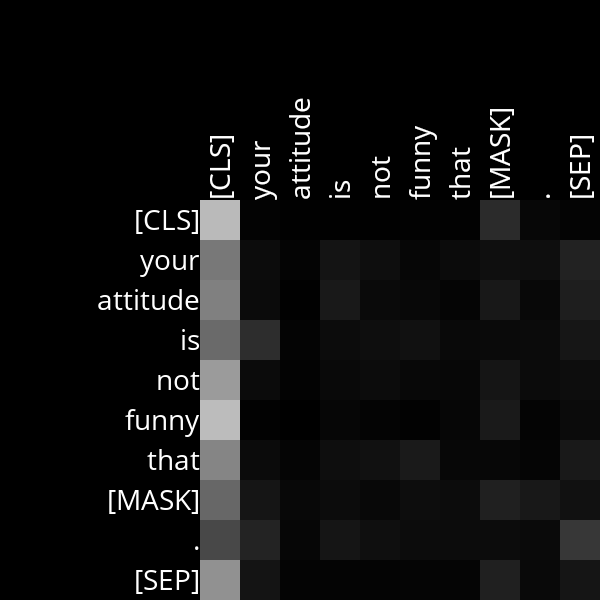 [CLS] your attitude is not funny that [MASK] . [SEP]
[CLS]
your
attitude
is
not
funny
that
[MASK]
.
[SEP]